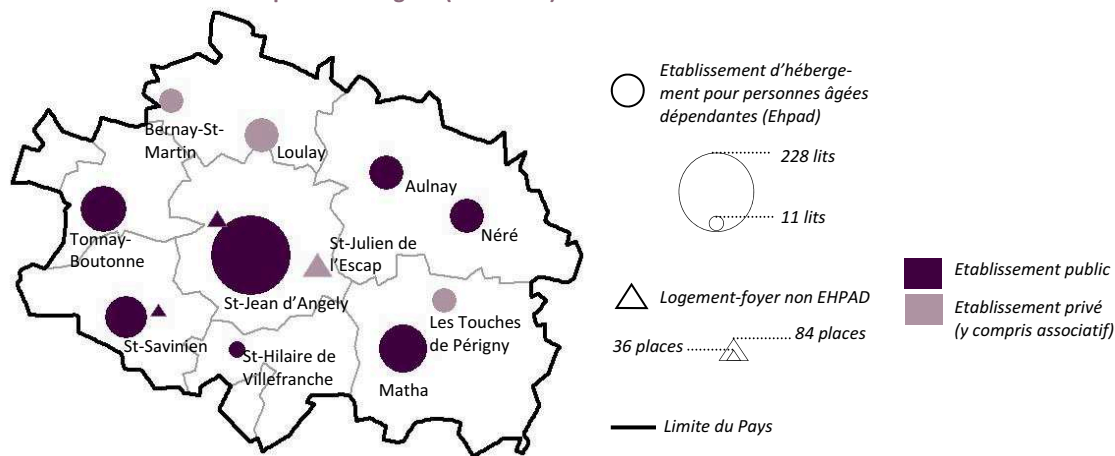 Bernay-St-
Martin
Loulay
Aulnay
Néré
Tonnay-
Boutonne
St-Julien de
l'Escap
St-Jean d'Angely
Les Touches
de Périgny
St-Savinien
St-Hilaire de
Villefranche
Matha
Etablissement d'héberge-
ment pour personnes âgées
dépendantes (Ehpad)
228 lits
11 lits
Logement-foyer non EHPAD
84 places
36 places
Limite du Pays
Etablissement public
Etablissement privé
(y compris associatif)